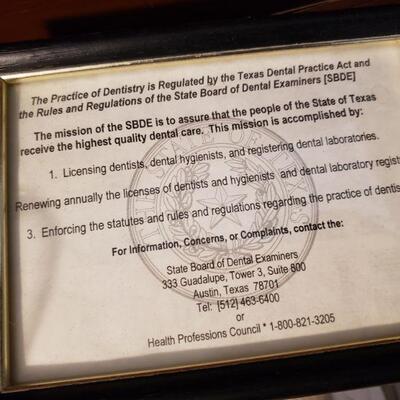 The Practice of Dentistry is Regulated by the Texas Dental Practice Act and
the Rules and Regulations of the State Board of Dental Examiners [SBDE]
The mission of the SBDE is to assure that the people of the State of Texas
receive the highest quality dental care. This mission is accomplished by:
1. Licensing dentists, dental hygienists, and registering dental laboratories.
Renewing annually the licenses of dentists and hygienists and dental laboratory regist
3. Enforcing the statutes and rules and regulations regarding the practice of dentis
For Information, Concerns, or Complaints, contact the:
State Board of Dental Examiners
333 Guadalupe, Tower 3, Suite 800
Austin, Texas 78701
Tel: [512] 463-6400
or
Health Professions Council * 1-800-821-3205